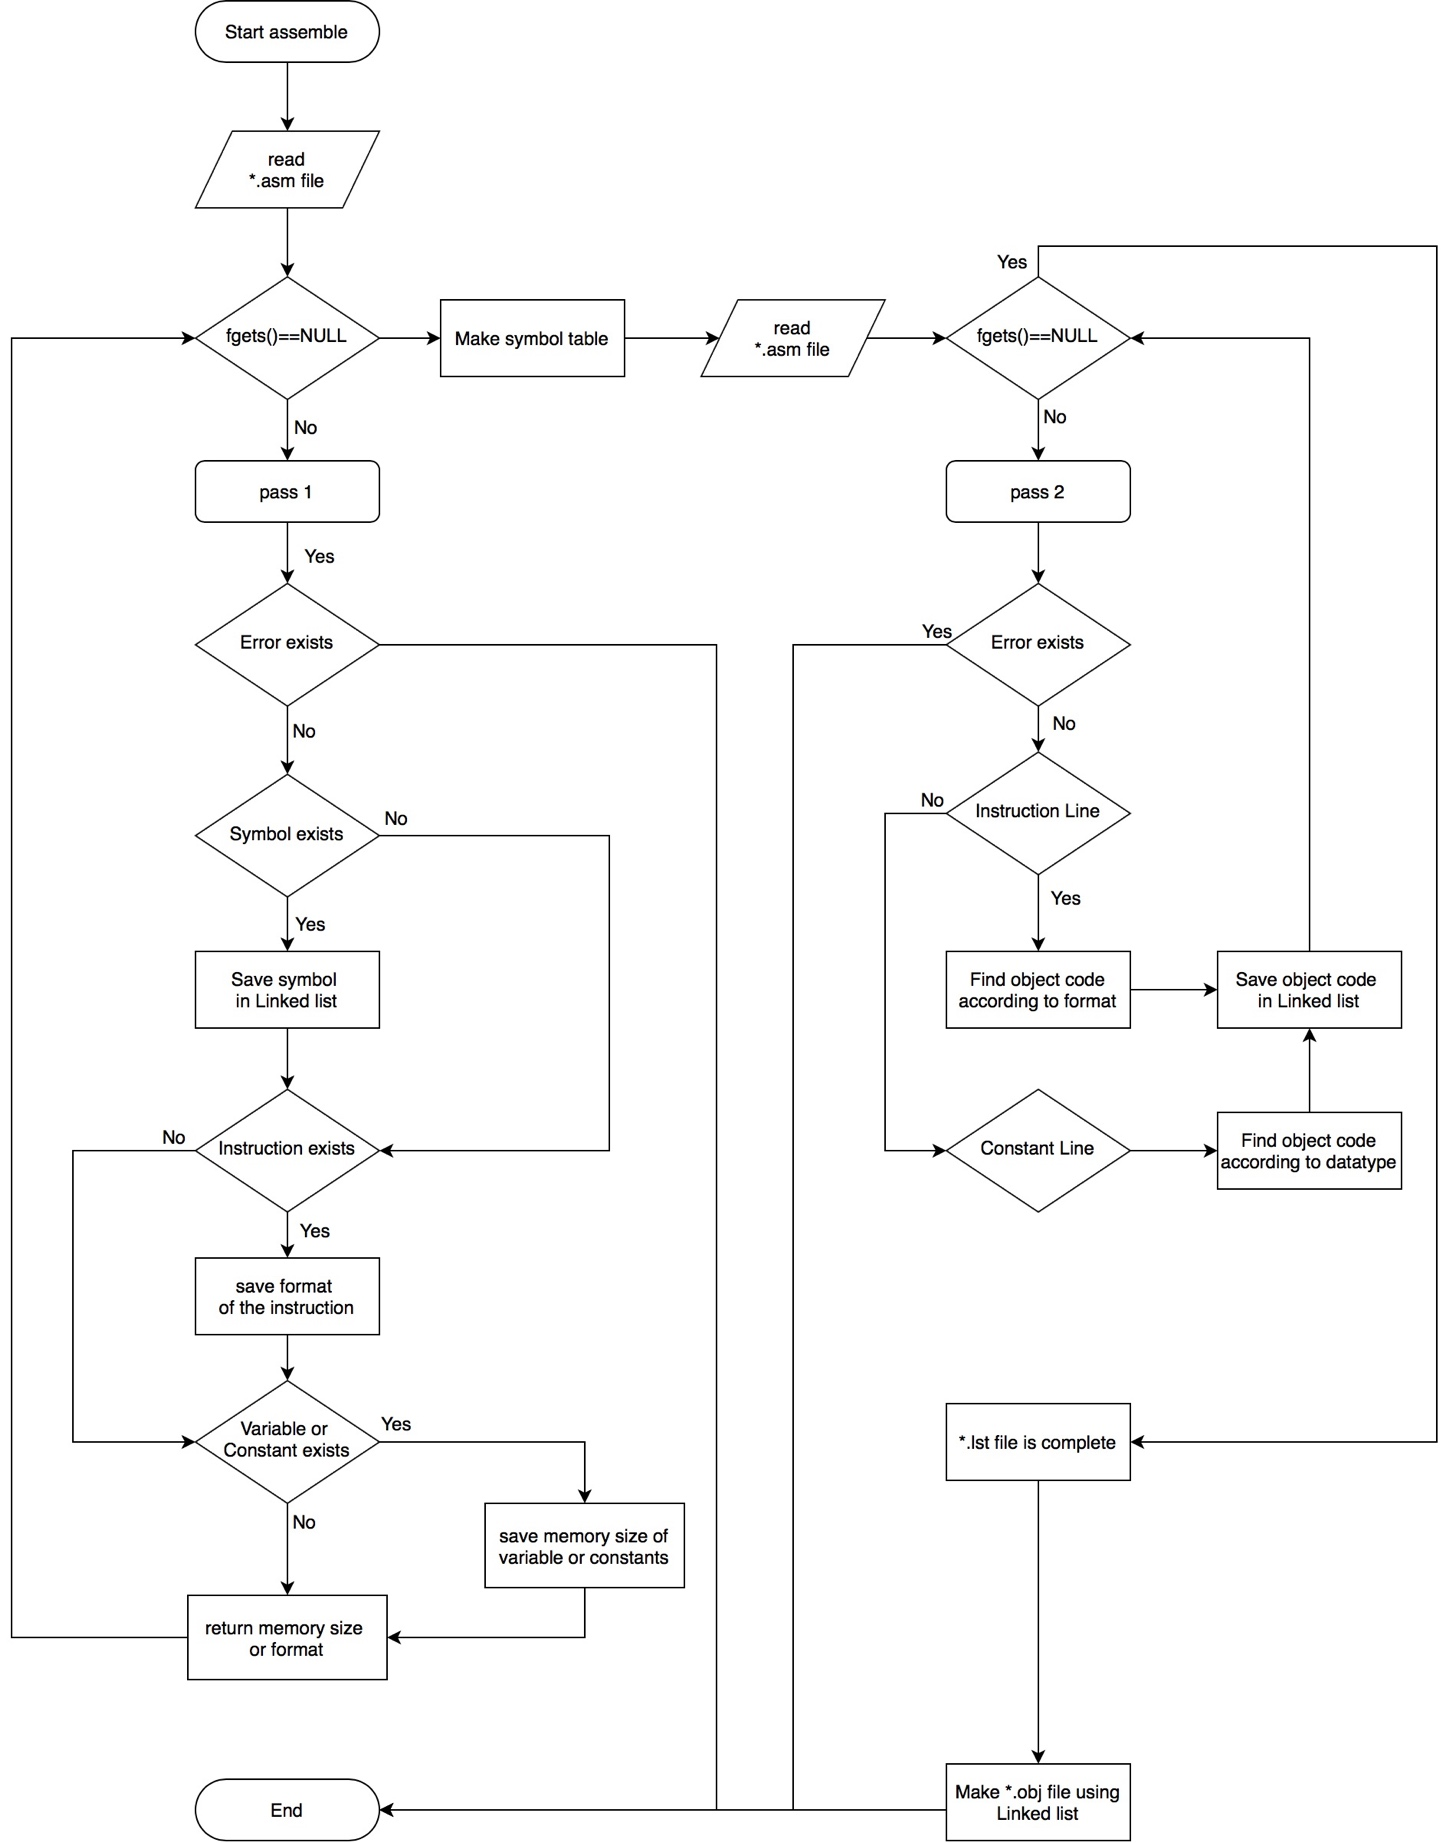 Start assemble
read
*.asm file
fgets()==NULL
Make symbol table
read
*.asm file
Yes
fgets()==NULL
No
pass 1
Yes
Error exists
No
Symbol exists
No
Yes
Save symbol
in Linked list
Instruction exists
No
Yes
save format
of the instruction
Variable or
Constant exists
Yes
No
save memory size of
variable or constants
return memory size
or format
End
No
pass 2
Error exists
Yes
No
Instruction Line
No
Yes
Find object code
according to format
Save object code
in Linked list
Constant Line
Find object code
according to datatype
*.lst file is complete
Make *.obj file using
Linked list